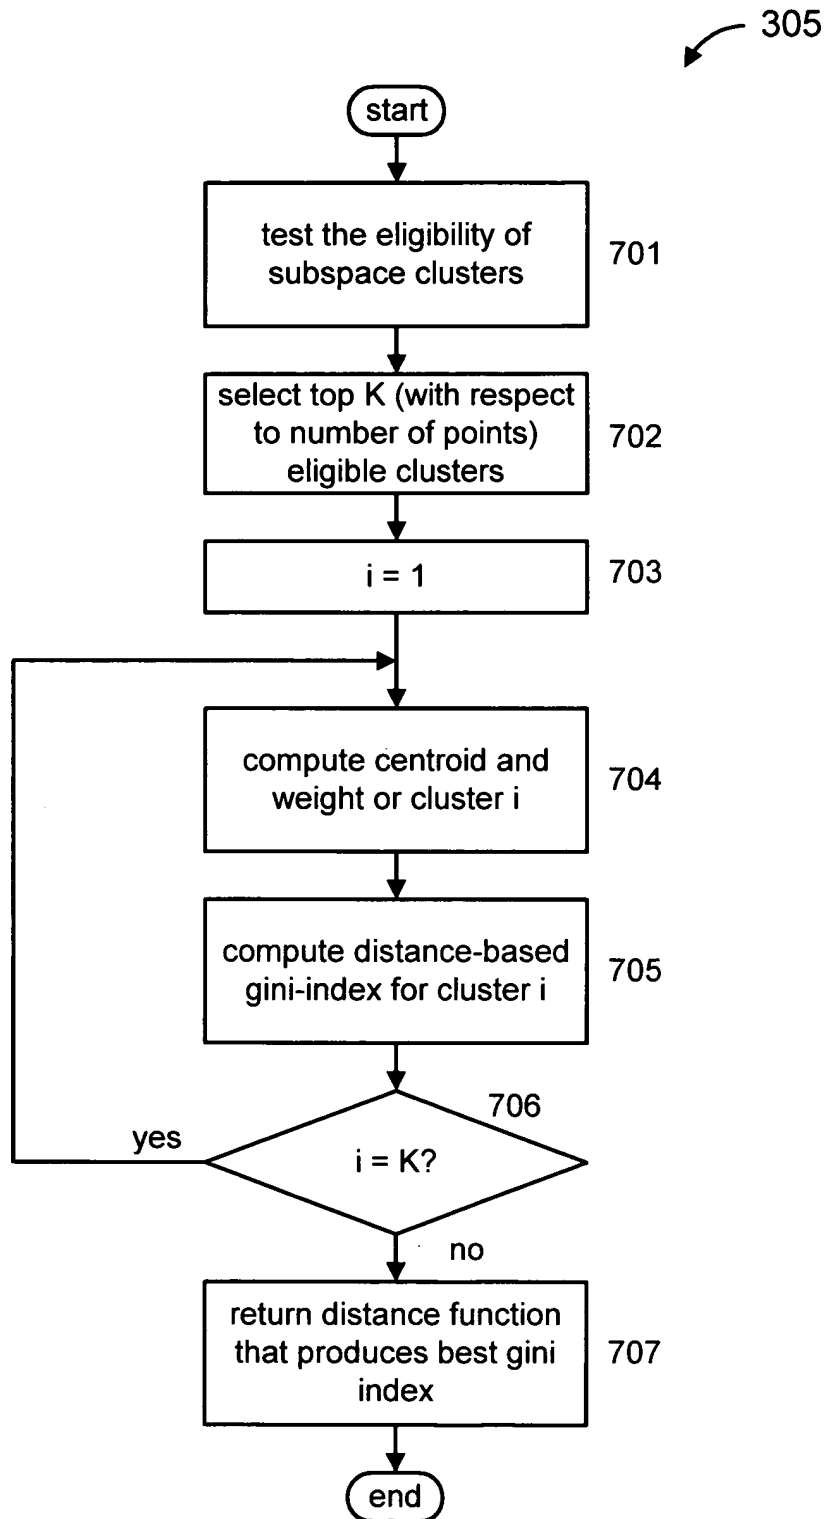 305
start
test the eligibility of
subspace clusters
701
select top K (with respect
to number of points)
eligible clusters
702
i = 1
703
compute centroid and
weight or cluster i
704
compute distance-based
gini-index for cluster i
705
706
yes
i = K?
no
return distance function
that produces best gini
index
707
end